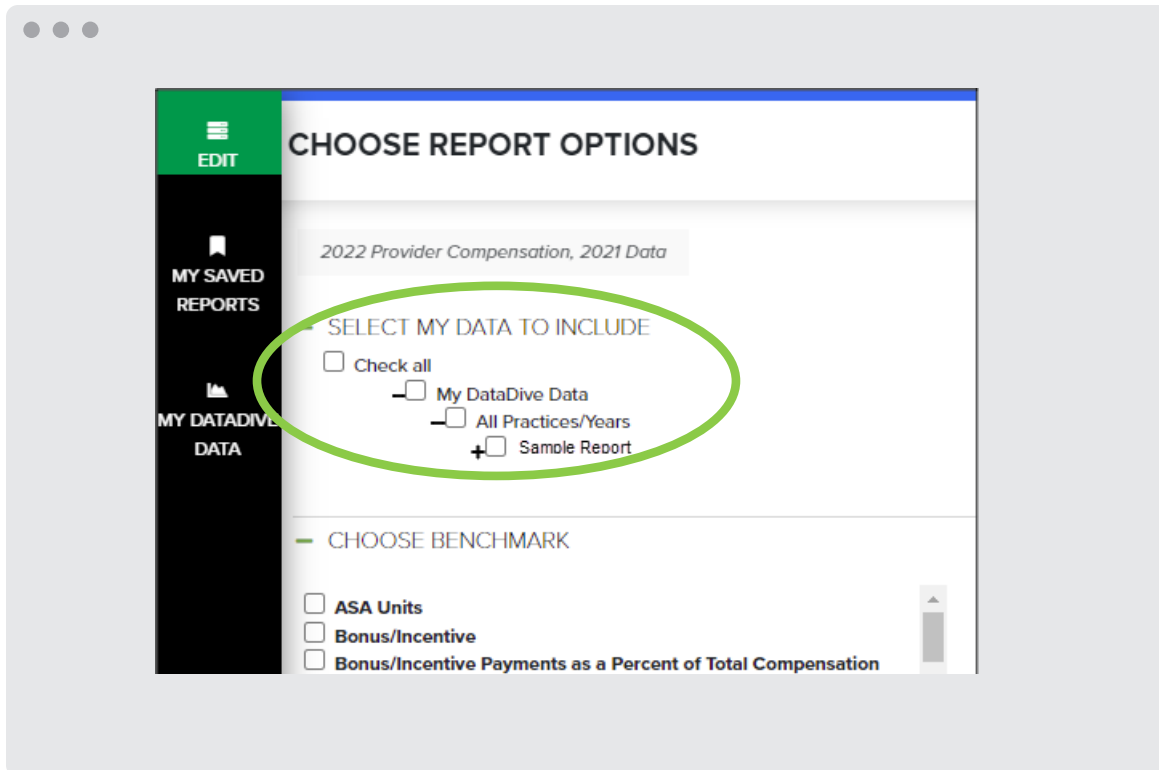 EDIT
CHOOSE REPORT OPTIONS
MY SAVED
REPORTS
MY DATADIVE
DATA
2022 Provider Compensation, 2021 Data
SELECT MY DATA TO INCLUDE
Check all
My DataDive Data
All Practices/Years
Sample Report
CHOOSE BENCHMARK
ASA Units
Bonus/Incentive
Bonus/Incentive Payments as a Percent of Total Compensation